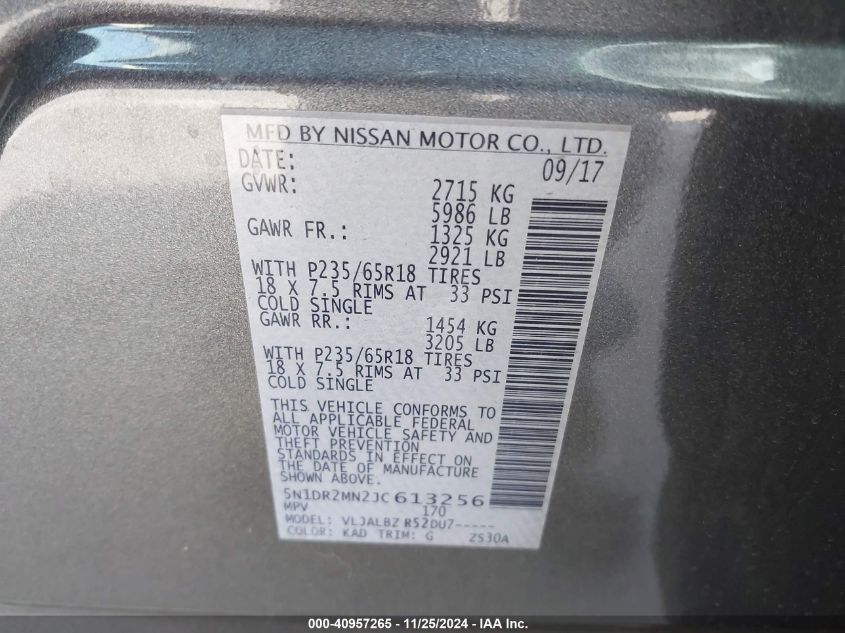 MFD BY NISSAN MOTOR CO., LTD.
DATE: 09/17
GVWR: 2715 KG
5986 LB
GAWR FR.: 1325 KG
2921 LB
WITH P235/65R18 TIRES
18 X 7.5 RIMS AT 33 PSI
COLD SINGLE
GAWR RR.: 1454 KG
3205 LB
WITH P235/65R18 TIRES
18 X 7.5 RIMS AT 33 PSI
COLD SINGLE
THIS VEHICLE CONFORMS TO
ALL APPLICABLE FEDERAL
MOTOR VEHICLE SAFETY AND
THEFT PREVENTION
STANDARDS IN EFFECT ON
THE DATE OF MANUFACTURE
SHOWN ABOVE.
5N1DR2MN2JC613256
MPV 170
MODEL: VLJALBZ R52DU7-----
COLOR: KAD TRIM: G 2S30A
000-40957265 - 11/25/2024 - IAA Inc.